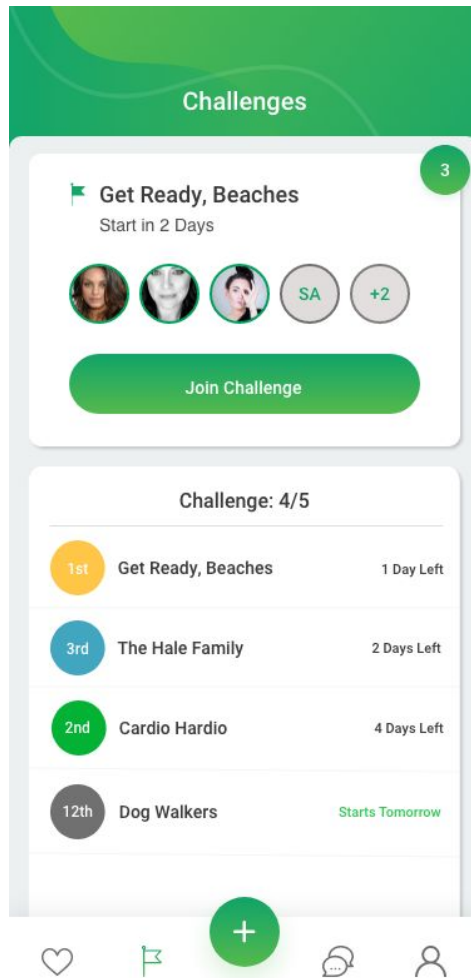 Challenges
3
Get Ready, Beaches
Start in 2 Days
SA
+2
Join Challenge
Challenge: 4/5
1st Get Ready, Beaches 1 Day Left
3rd The Hale Family 2 Days Left
2nd Cardio Hardio 4 Days Left
12th Dog Walkers Starts Tomorrow
+